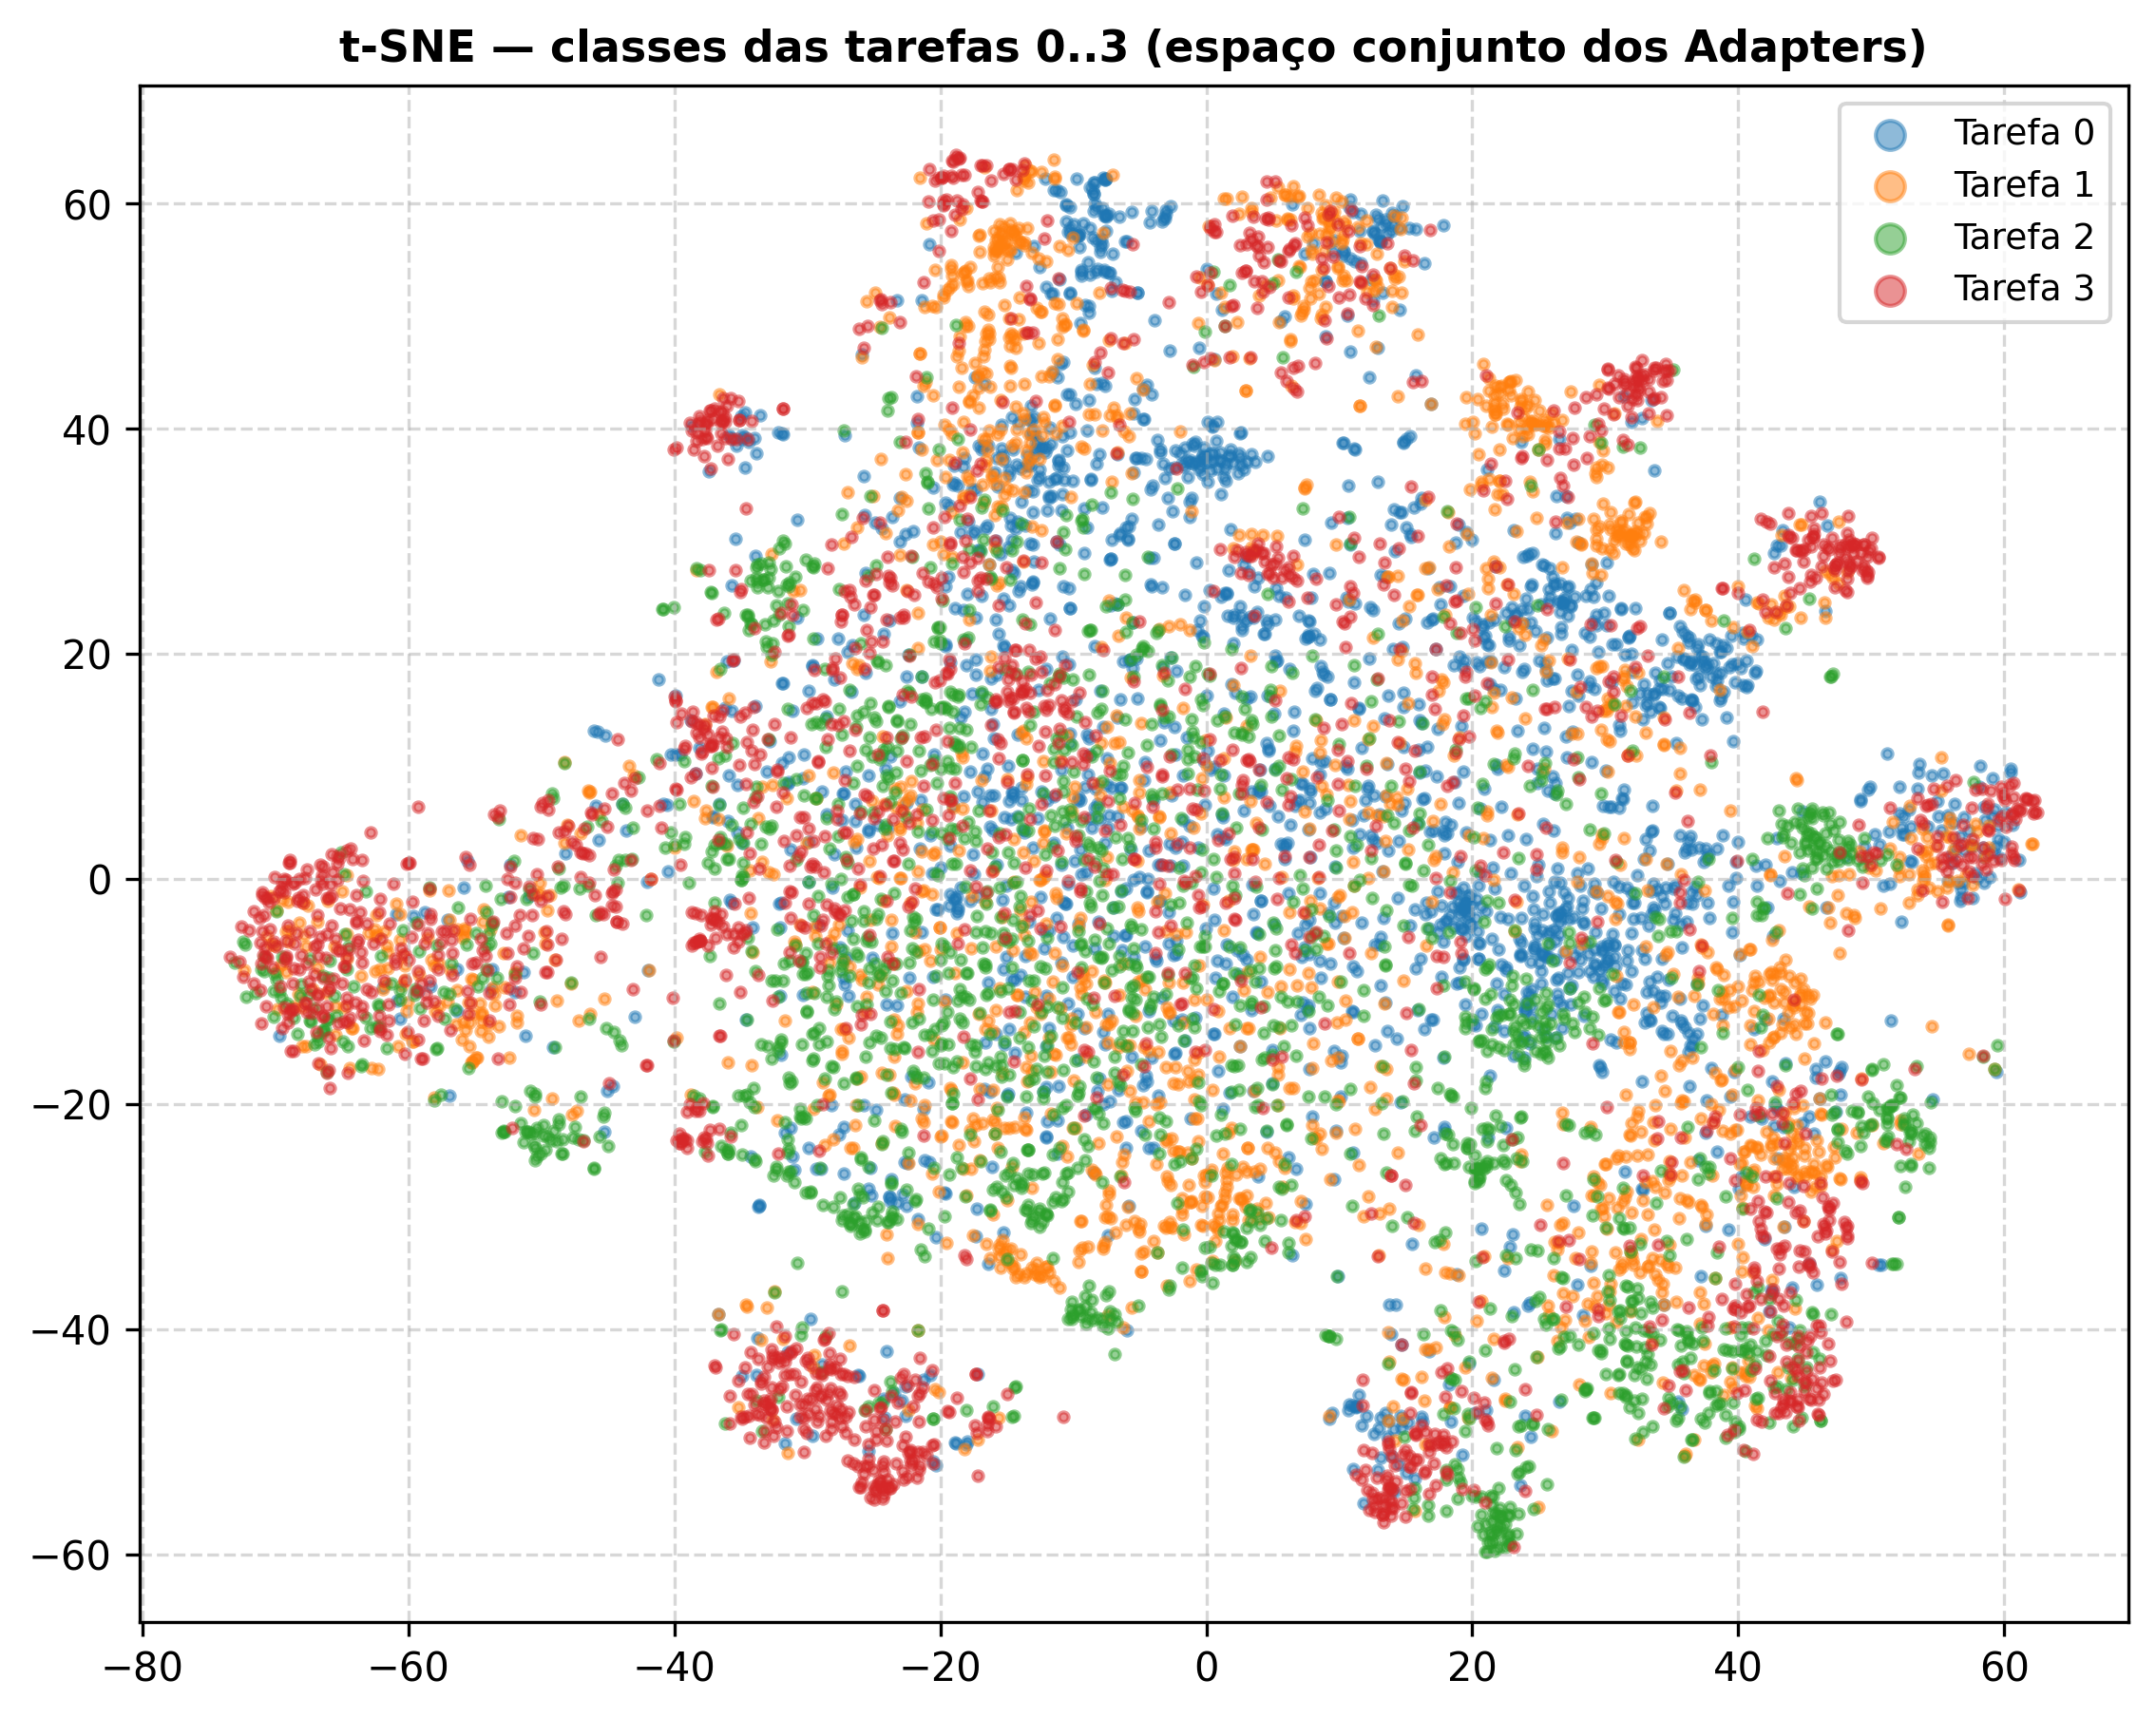 t-SNE — classes das tarefas 0..3 (espaço conjunto dos Adapters)
Tarefa 0
Tarefa 1
Tarefa 2
Tarefa 3
60
40
20
0
−20
−40
−60
−80 −60 −40 −20 0 20 40 60